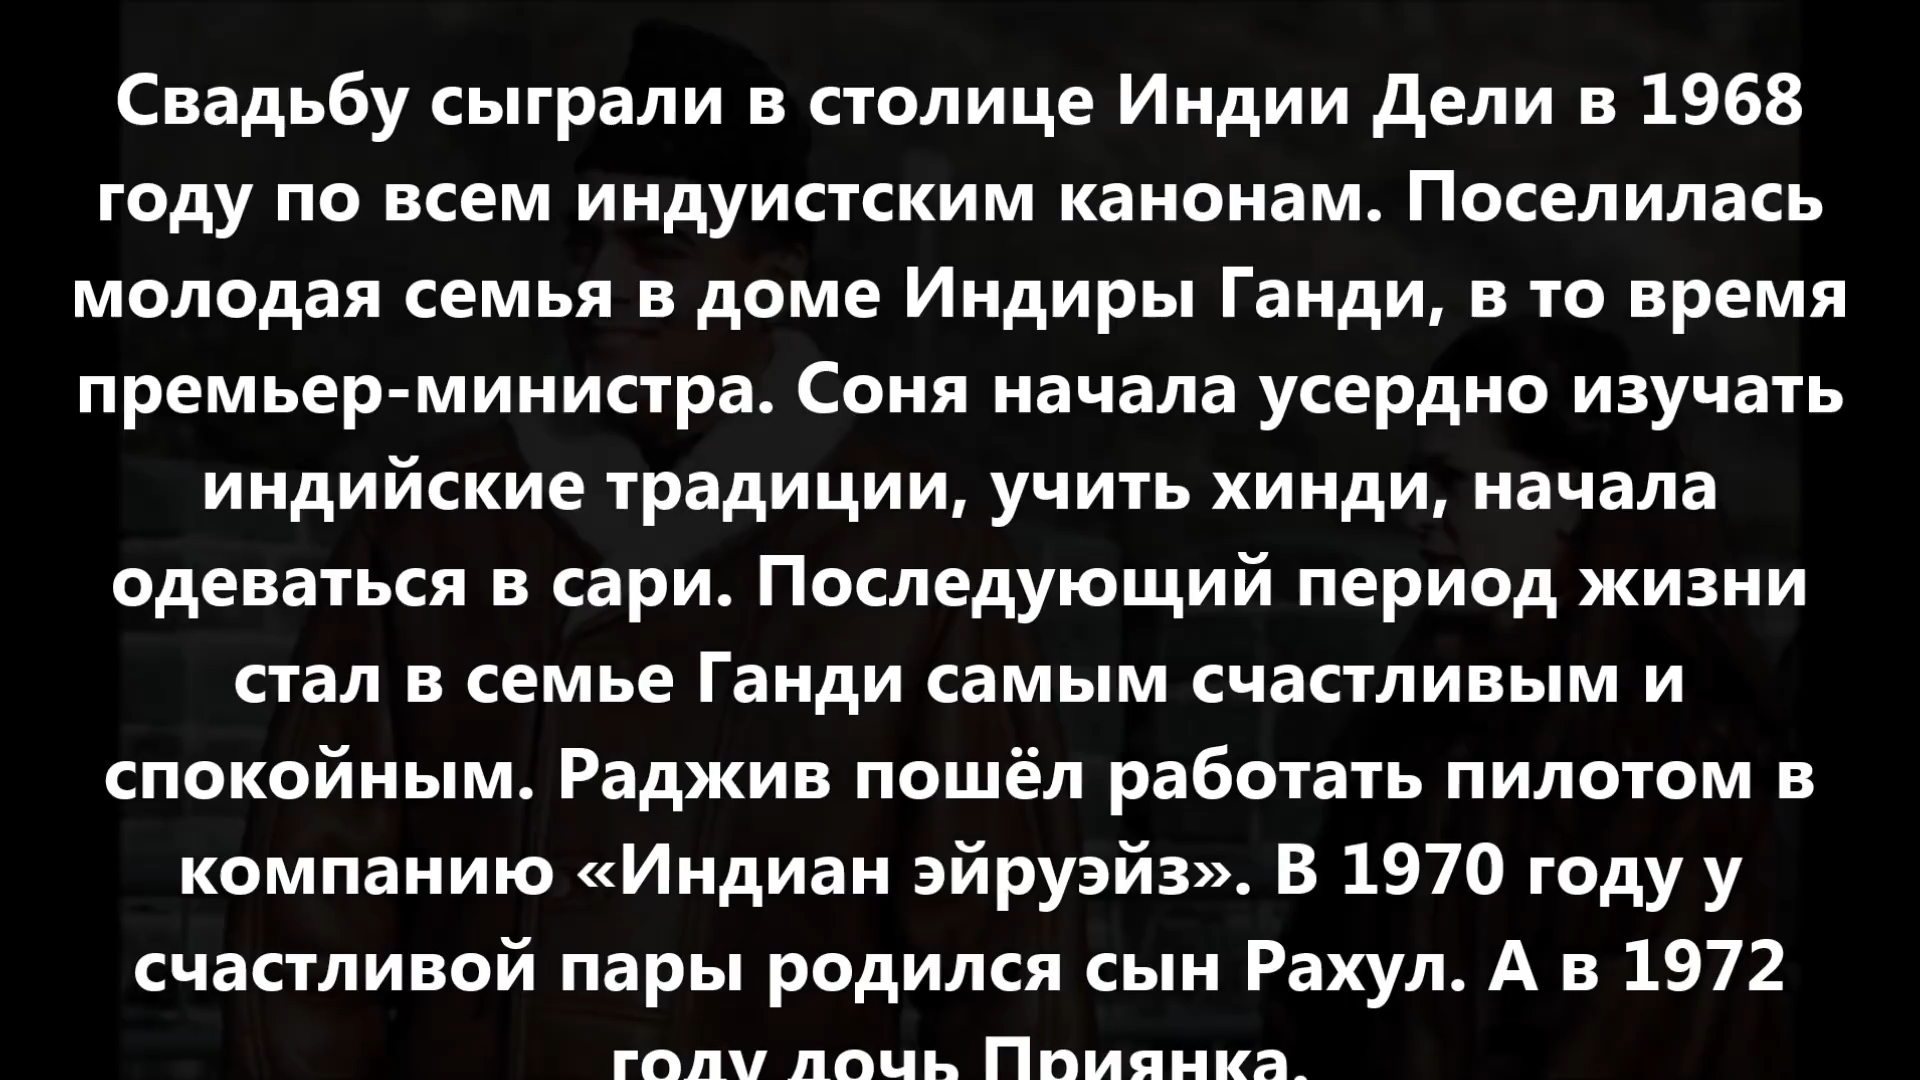 Свадьбу сыграли в столице Индии Дели в 1968
году по всем индуистским канонам. Поселилась
молодая семья в доме Индиры Ганди, в то время
премьер-министра. Соня начала усердно изучать
индийские традиции, учить хинди, начала
одеваться в сари. Последующий период жизни
стал в семье Ганди самым счастливым и
спокойным. Раджив пошёл работать пилотом в
компанию «Индиан эйруэйз». В 1970 году у
счастливой пары родился сын Рахул. А в 1972
году дочь Приянка.